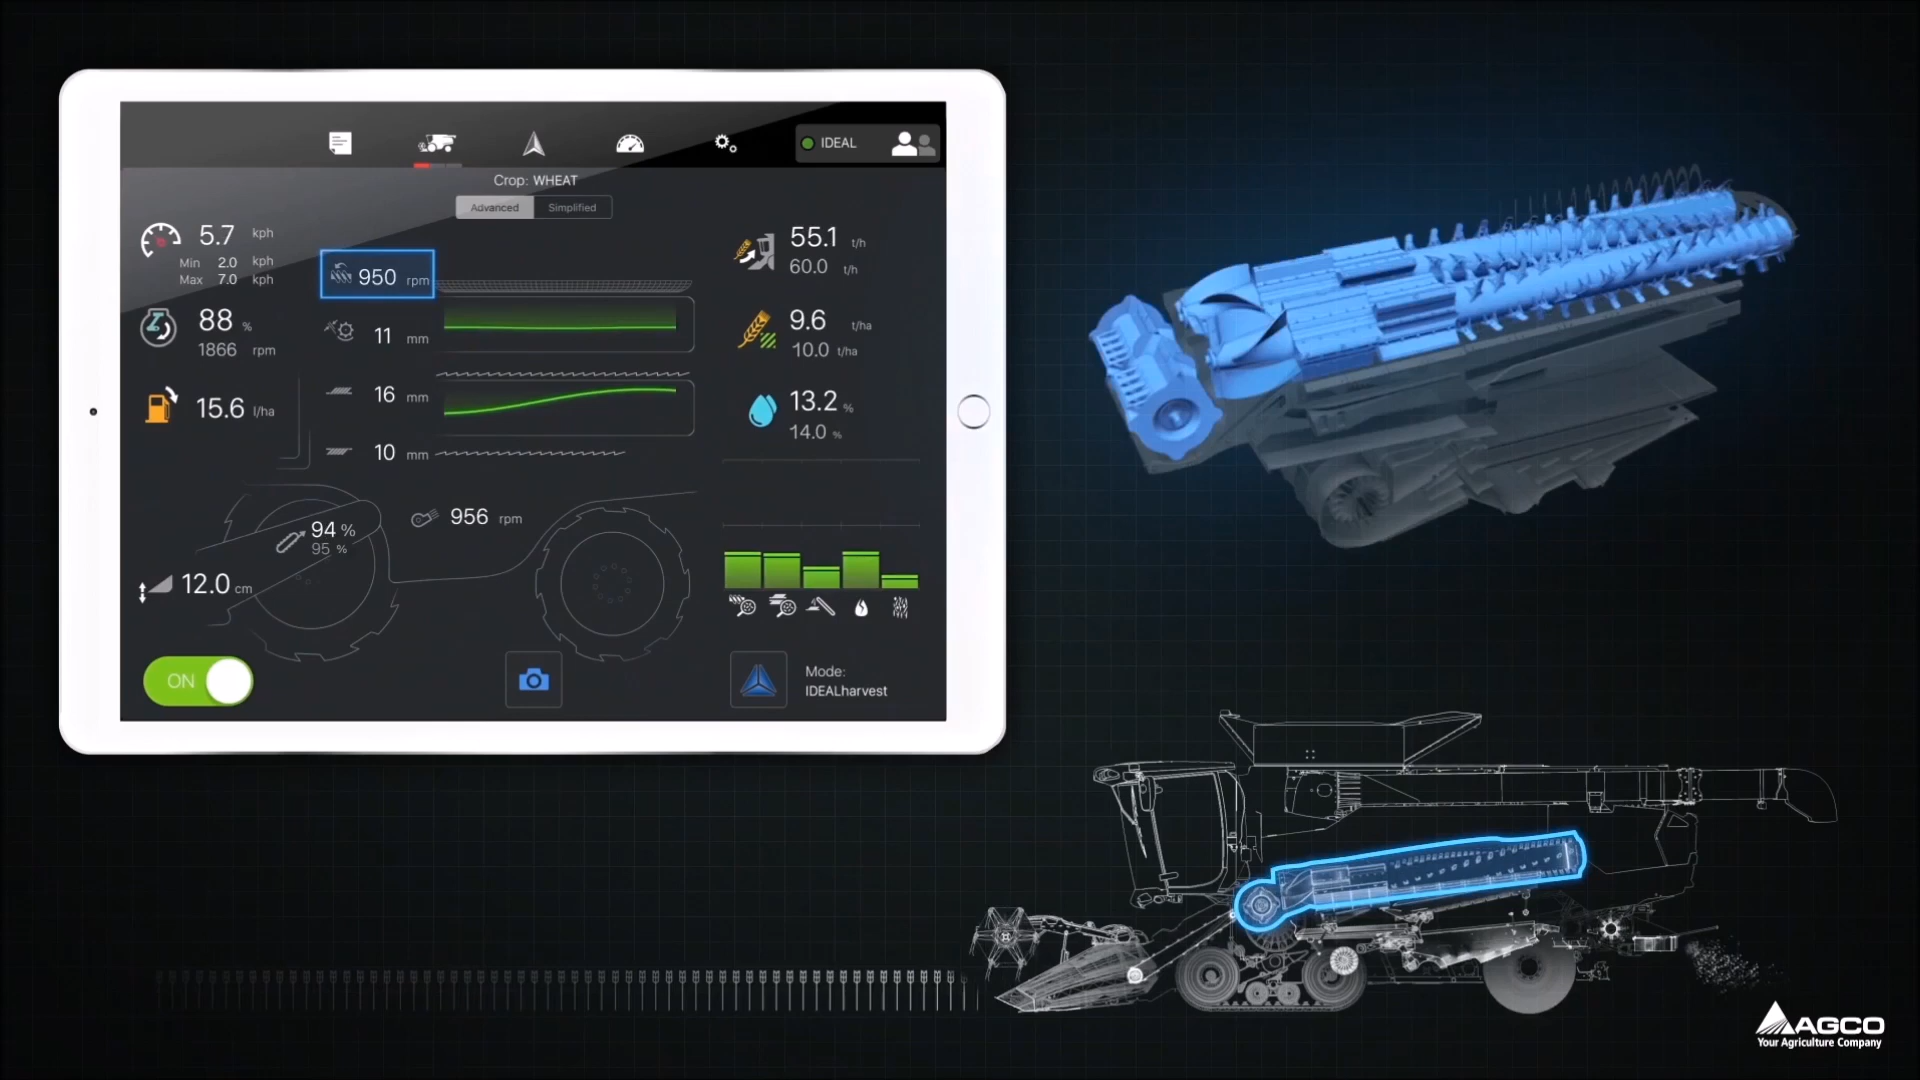 IDEAL
Crop: WHEAT
Advanced Simplified
5.7 kph
Min 2.0 kph
Max 7.0 kph
88 %
1866 rpm
15.6 l/ha
950 rpm
11 mm
16 mm
10 mm
956 rpm
94 %
95 %
12.0 cm
55.1 t/h
60.0 t/h
9.6 t/ha
10.0 t/ha
13.2 %
14.0 %
ON
Mode:
IDEALharvest
AGCO
Your Agriculture Company